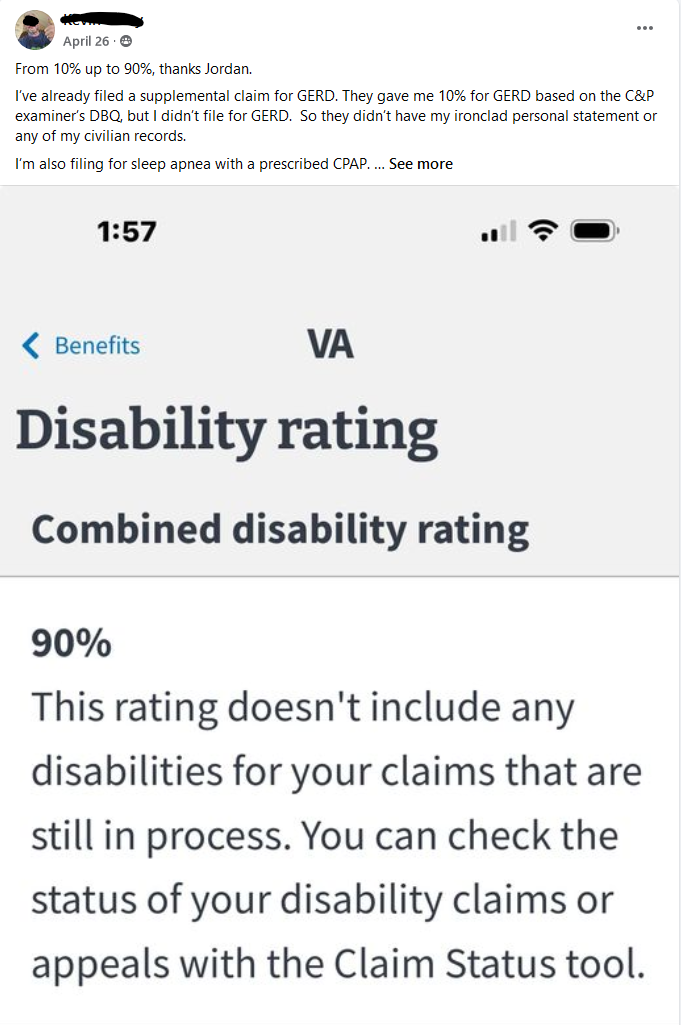 April 26 ·
From 10% up to 90%, thanks Jordan.
I've already filed a supplemental claim for GERD. They gave me 10% for GERD based on the C&P
examiner's DBQ, but I didn't file for GERD.  So they didn't have my ironclad personal statement or
any of my civilian records.
I'm also filing for sleep apnea with a prescribed CPAP. ... See more
1:57
Benefits
VA
Disability rating
Combined disability rating
90%
This rating doesn't include any
disabilities for your claims that are
still in process. You can check the
status of your disability claims or
appeals with the Claim Status tool.